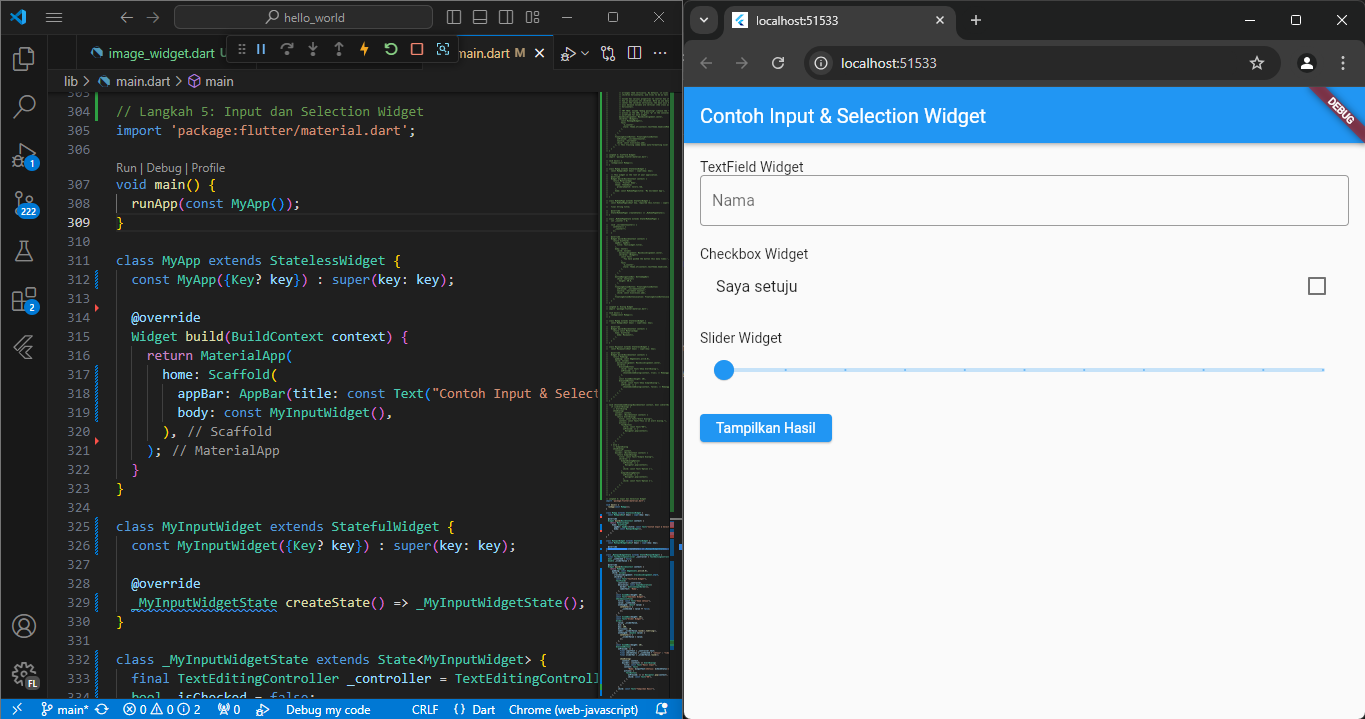 hello_world
image_widget.dart U
main.dart M
lib > main.dart > main
303
304 // Langkah 5: Input dan Selection Widget
305 import 'package:flutter/material.dart';
306
Run | Debug | Profile
307 void main() {
308 runApp(const MyApp());
309 }
310
311 class MyApp extends StatelessWidget {
312 const MyApp({Key? key}) : super(key: key);
313
314 @override
315 Widget build(BuildContext context) {
316 return MaterialApp(
317 home: Scaffold(
318 appBar: AppBar(title: const Text("Contoh Input & Select
319 body: const MyInputWidget(),
320 ), // Scaffold
321 ); // MaterialApp
322 }
323 }
324
325 class MyInputWidget extends StatefulWidget {
326 const MyInputWidget({Key? key}) : super(key: key);
327
328 @override
329 _MyInputWidgetState createState() => _MyInputWidgetState();
330 }
331
332 class _MyInputWidgetState extends State<MyInputWidget> {
333 final TextEditingController _controller = TextEditingControll
334 bool _isChecked = false;
1
222
2
FL
main* 0 0 2 0 Debug my code CRLF {} Dart Chrome (web-javascript)
localhost:51533
localhost:51533
Contoh Input & Selection Widget
DEBUG
TextField Widget
Nama
Checkbox Widget
Saya setuju
Slider Widget
Tampilkan Hasil